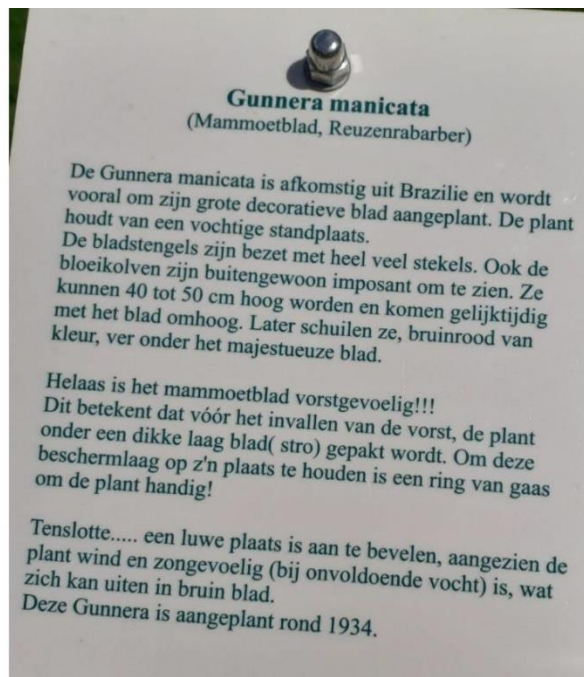 Gunnera manicata
(Mammoetblad, Reuzenrabarber)
De Gunnera manicata is afkomstig uit Brazilie en wordt
vooral om zijn grote decoratieve blad aangeplant. De plant
houdt van een vochtige standplaats.
De bladstengels zijn bezet met heel veel stekels. Ook de
bloeikolven zijn buitengewoon imposant om te zien. Ze
kunnen 40 tot 50 cm hoog worden en komen gelijktijdig
met het blad omhoog. Later schuilen ze, bruinrood van
kleur, ver onder het majestueuze blad.
Helaas is het mammoetblad vorstgevoelig!!!
Dit betekent dat vóór het invallen van de vorst, de plant
onder een dikke laag blad( stro) gepakt wordt. Om deze
beschermlaag op z'n plaats te houden is een ring van gaas
om de plant handig!
Tenslotte..... een luwe plaats is aan te bevelen, aangezien de
plant wind en zongevoelig (bij onvoldoende vocht) is, wat
zich kan uiten in bruin blad.
Deze Gunnera is aangeplant rond 1934.